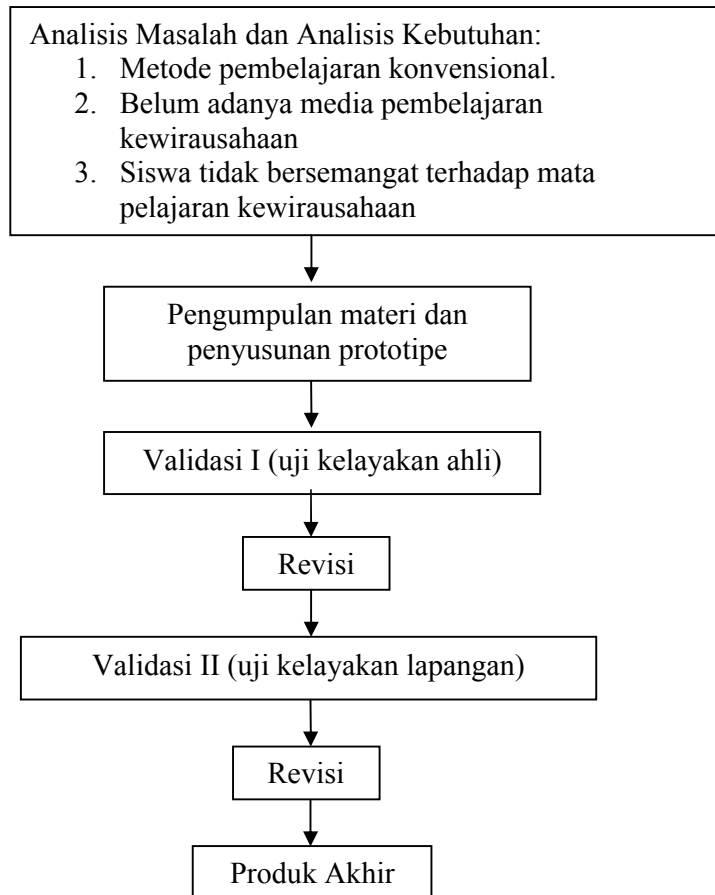 Analisis Masalah dan Analisis Kebutuhan:
1. Metode pembelajaran konvensional.
2. Belum adanya media pembelajaran
kewirausahaan
3. Siswa tidak bersemangat terhadap mata
pelajaran kewirausahaan
Pengumpulan materi dan
penyusunan prototipe
Validasi I (uji kelayakan ahli)
Revisi
Validasi II (uji kelayakan lapangan)
Revisi
Produk Akhir